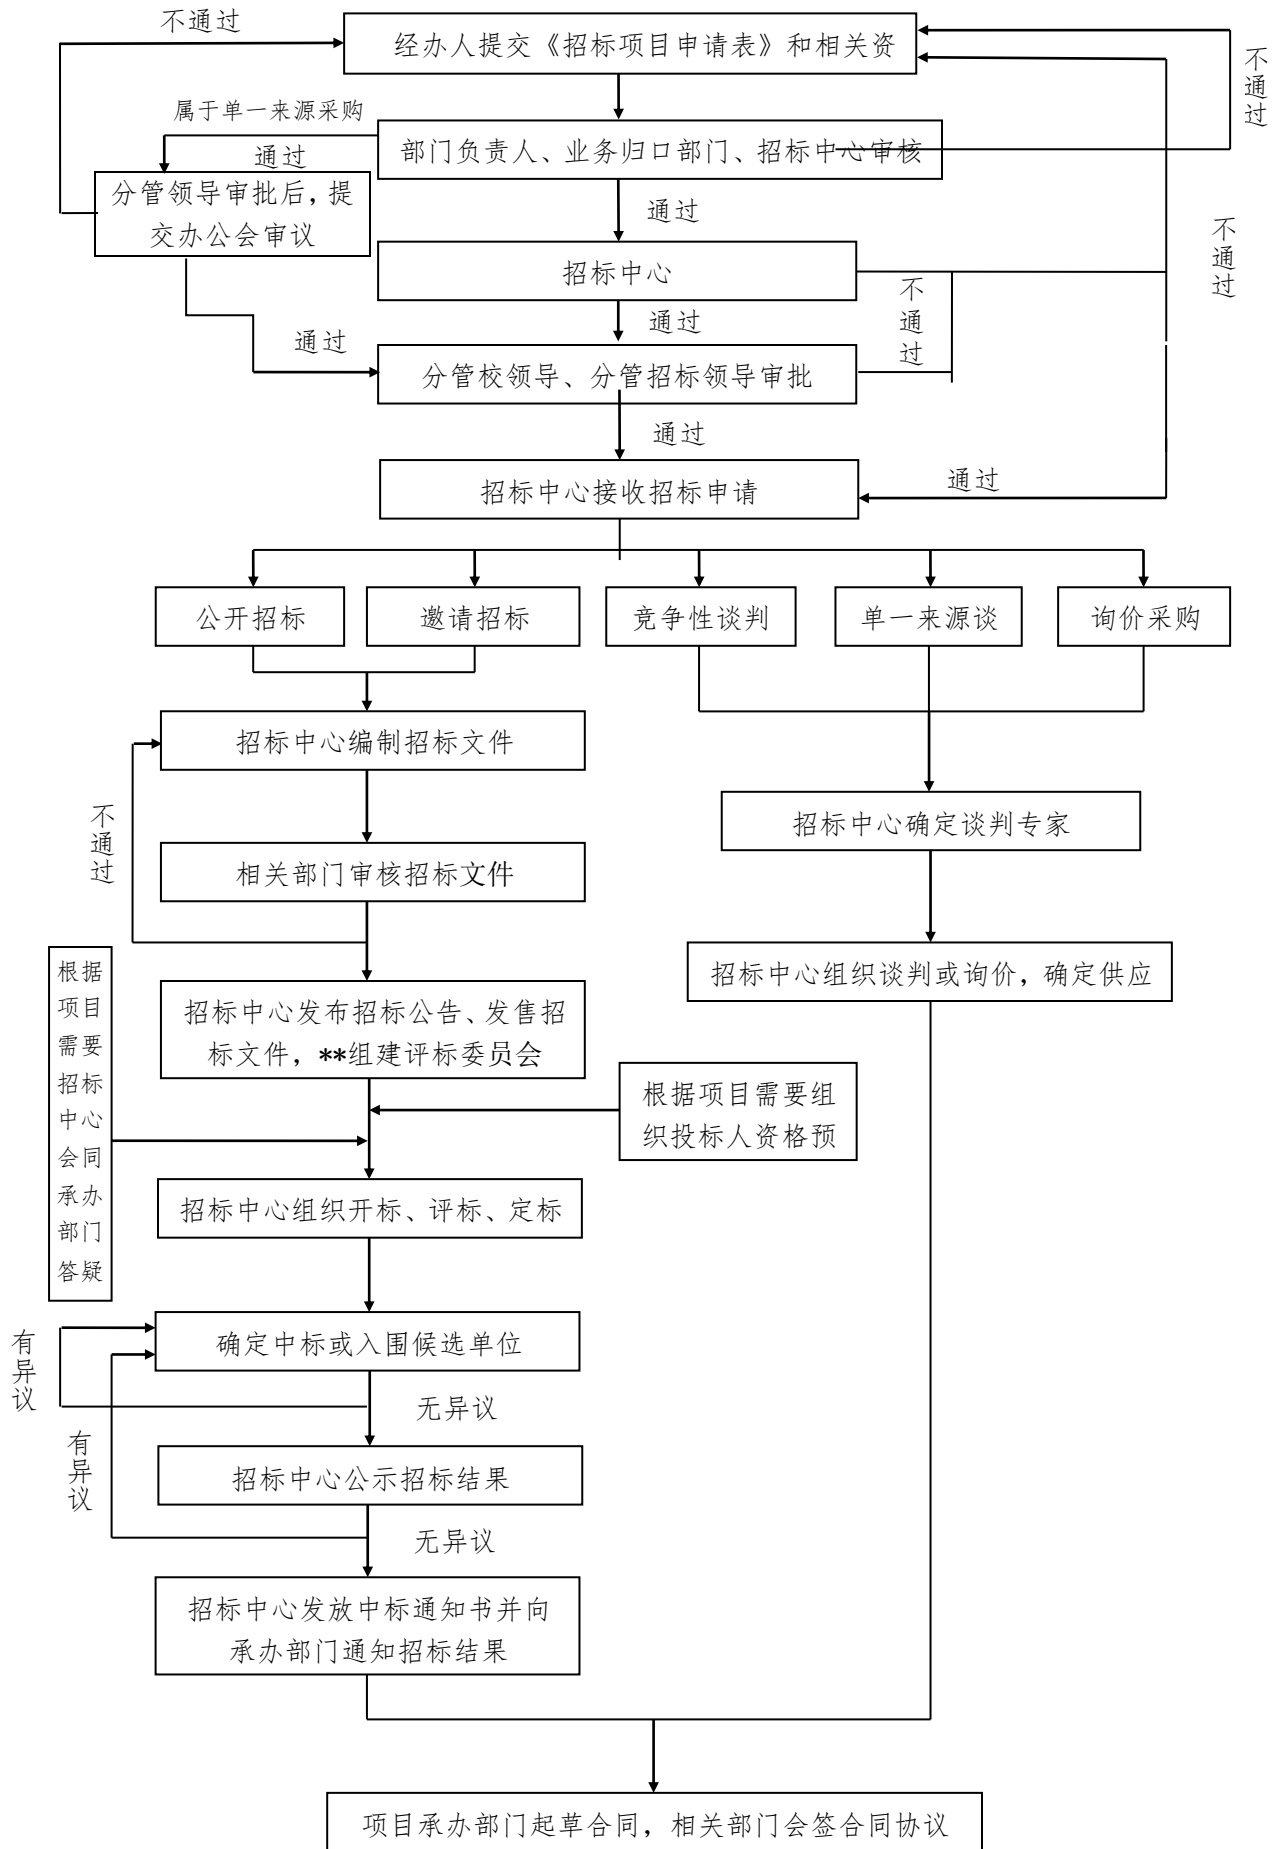 不通过
经办人提交《招标项目申请表》和相关资
不通过
属于单一来源采购
部门负责人、业务归口部门、招标中心审核
通过
分管领导审批后，提
交办公会审议
通过
不通过
招标中心
不通过
通过
通过
分管校领导、分管招标领导审批
通过
招标中心接收招标申请
通过
公开招标
邀请招标
竞争性谈判
单一来源谈
询价采购
招标中心编制招标文件
不通过
招标中心确定谈判专家
相关部门审核招标文件
根据
项目
需要
招标
中心
会同
承办
部门
答疑
招标中心组织谈判或询价，确定供应
招标中心发布招标公告、发售招
标文件，**组建评标委员会
根据项目需要组
织投标人资格预
招标中心组织开标、评标、定标
确定中标或入围候选单位
有异议
无异议
有异议
招标中心公示招标结果
无异议
招标中心发放中标通知书并向
承办部门通知招标结果
项目承办部门起草合同，相关部门会签合同协议